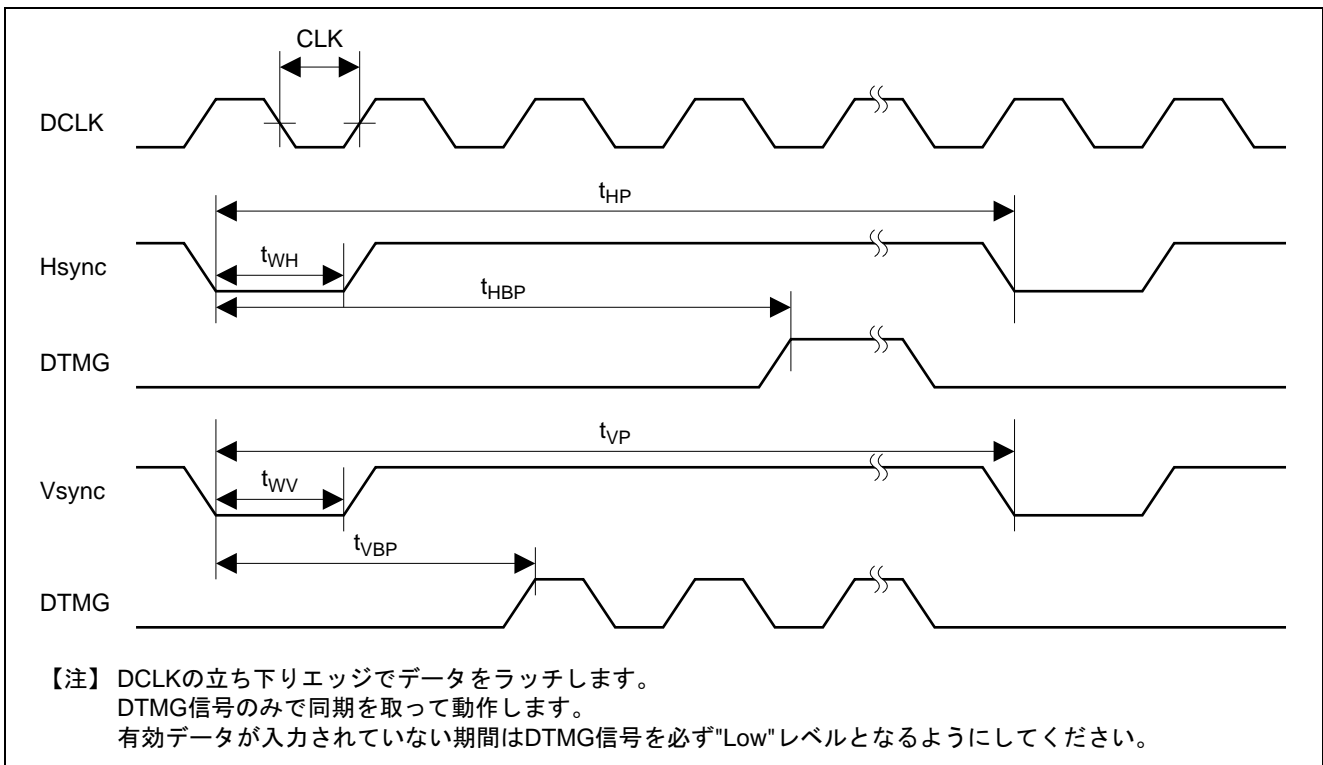 CLK
DCLK
tHP
Hsync
tWH
tHBP
DTMG
tVP
Vsync
tWV
tVBP
DTMG
【注】 DCLKの立ち下りエッジでデータをラッチします。
DTMG信号のみで同期を取って動作します。
有効データが入力されていない期間はDTMG信号を必ず"Low"レベルとなるようにしてください。